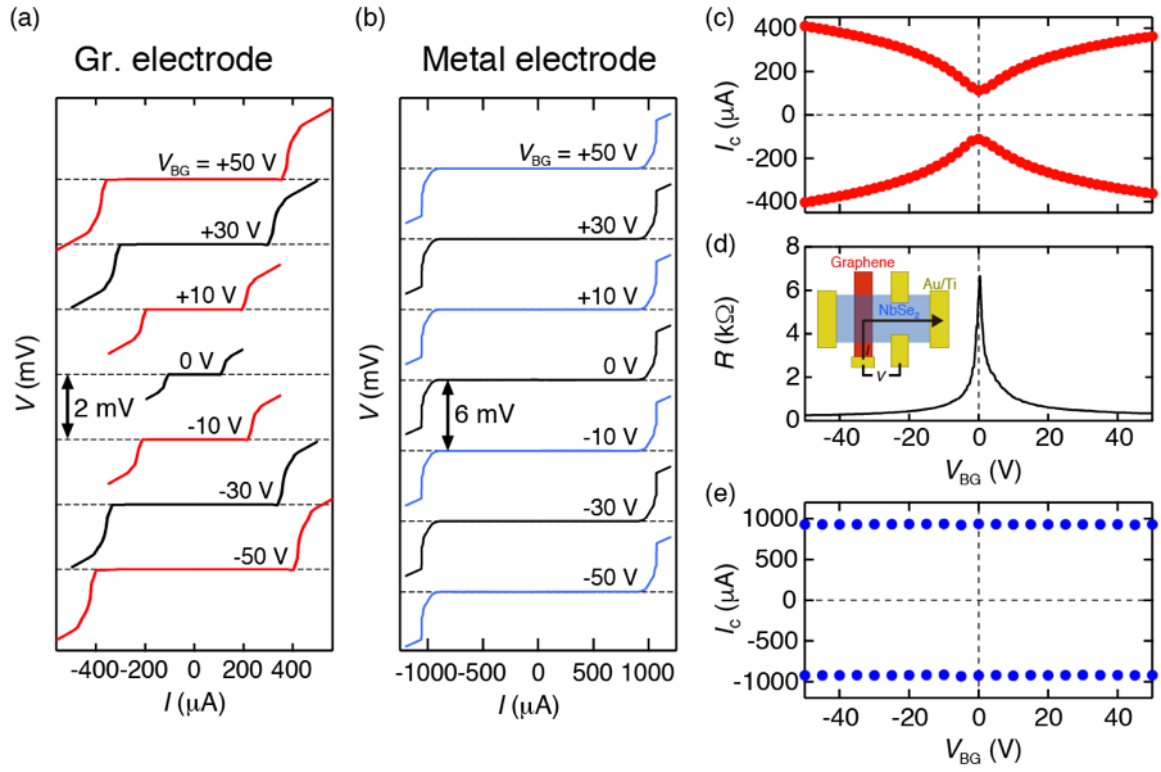 (a)
Gr. electrode
V_BG = +50 V
+30 V
+10 V
0 V
2 mV
-10 V
-30 V
-50 V
V (mV)
-400 -200 0 200 400
I (µA)
(b)
Metal electrode
V_BG = +50 V
+30 V
+10 V
0 V
6 mV
-10 V
-30 V
-50 V
V (mV)
-1000 -500 0 500 1000
I (µA)
(c)
400
200
0
-200
-400
I_c (µA)
(d)
8
6
4
2
0
R (kΩ)
Graphene
Au/Ti
NbSe₂
I
V
-40 -20 0 20 40
V_BG (V)
(e)
1000
500
0
-500
-1000
I_c (µA)
-40 -20 0 20 40
V_BG (V)